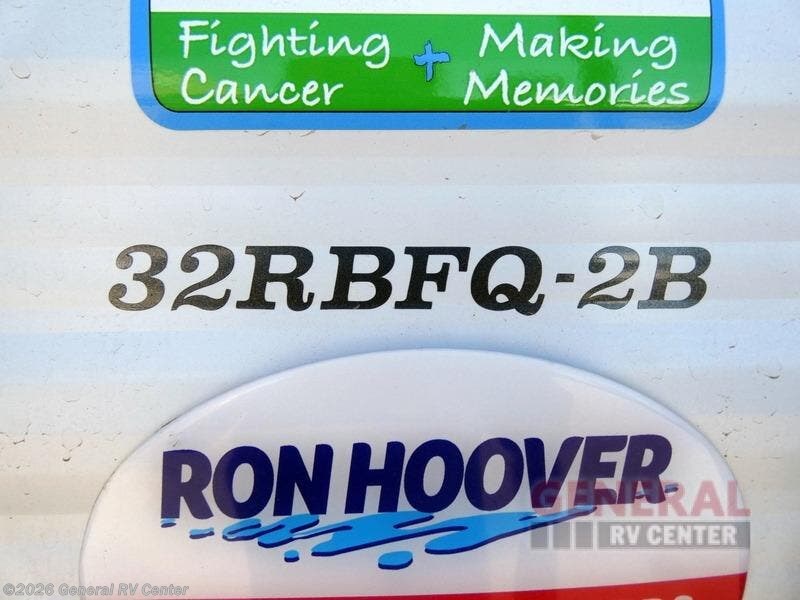 Fighting + Making
Cancer Memories
32RBFQ-2B
RON HOOVER
GENERAL
RV CENTER
©2026 General RV Center